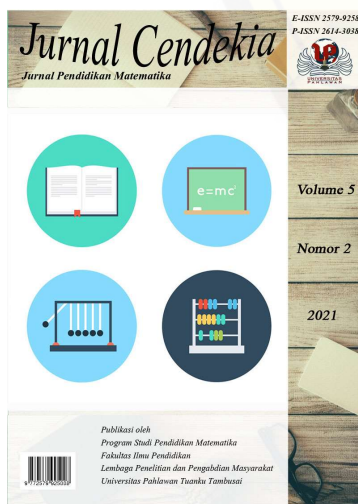 Jurnal Cendekia
Jurnal Pendidikan Matematika
E-ISSN 2579-9258
P-ISSN 2614-3038
UNIVERSITAS
PAHLAWAN
e=mc²
Volume 5
Nomor 2
2021
Publikasi oleh
Program Studi Pendidikan Matematika
Fakultas Ilmu Pendidikan
Lembaga Penelitian dan Pengabdian Masyarakat
Universitas Pahlawan Tuanku Tambusai